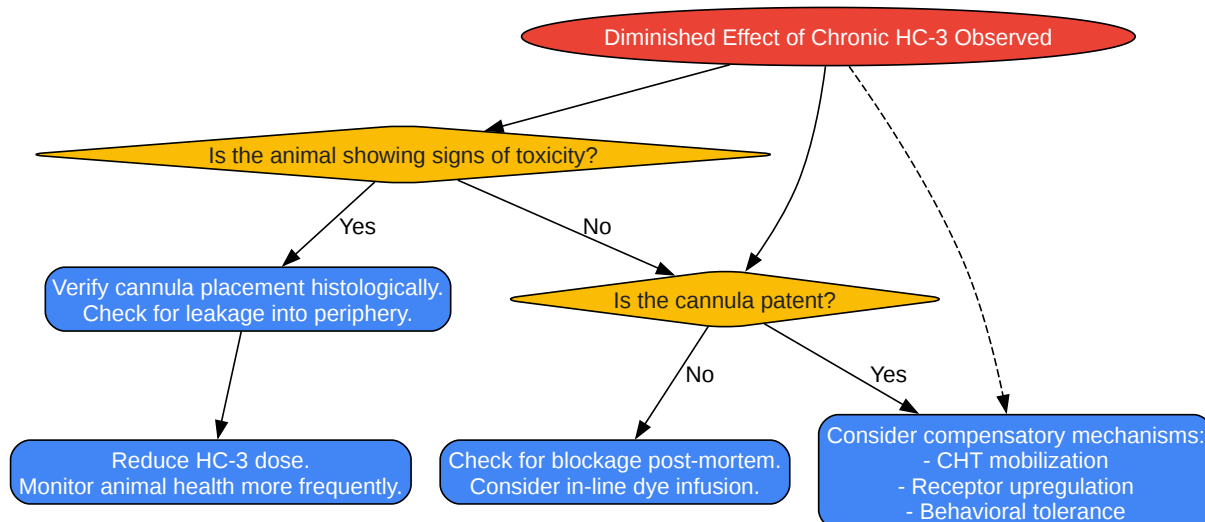 Diminished Effect of Chronic HC-3 Observed
Is the animal showing signs of toxicity?
Yes
No
Verify cannula placement histologically.
Check for leakage into periphery.
Is the cannula patent?
No
Yes
Reduce HC-3 dose.
Monitor animal health more frequently.
Check for blockage post-mortem.
Consider in-line dye infusion.
Consider compensatory mechanisms:
- CHT mobilization
- Receptor upregulation
- Behavioral tolerance